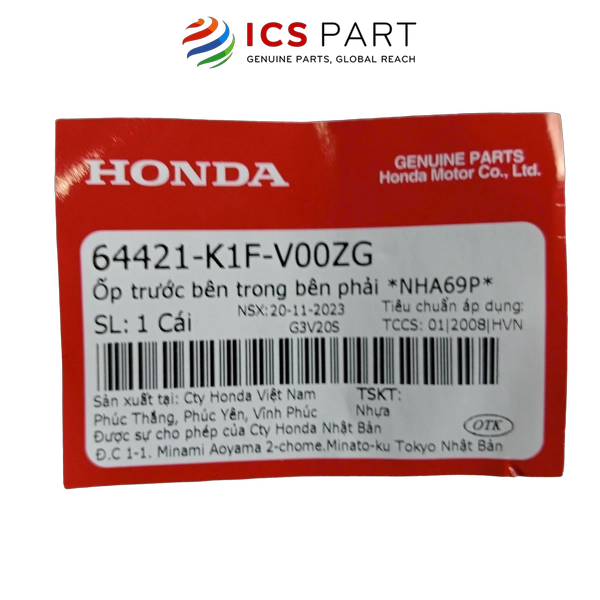 ICS PART
GENUINE PARTS, GLOBAL REACH
HONDA
GENUINE PARTS
Honda Motor Co., Ltd.
64421-K1F-V00ZG
Ốp trước bên trong bên phải *NHA69P*
SL: 1 Cái
NSX:20-11-2023
G3V20S
Tiêu chuẩn áp dụng:
TCCS: 01|2008|HVN
Sản xuất tại: Cty Honda Việt Nam
Phúc Thắng, Phúc Yên, Vĩnh Phúc
Được sự cho phép của Cty Honda Nhật Bản
Đ.C 1-1. Minami Aoyama 2-chome.Minato-ku Tokyo Nhật Bản
TSKT:
Nhựa
OTK